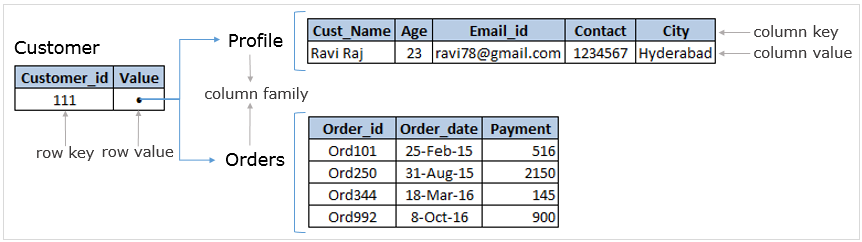 Customer
Customer_id Value
111
row key row value
Profile
column family
Orders
Cust_Name Age Email_id Contact City
Ravi Raj 23 ravi78@gmail.com 1234567 Hyderabad
column key
column value
Order_id Order_date Payment
Ord101 25-Feb-15 516
Ord250 31-Aug-15 2150
Ord344 18-Mar-16 145
Ord992 8-Oct-16 900